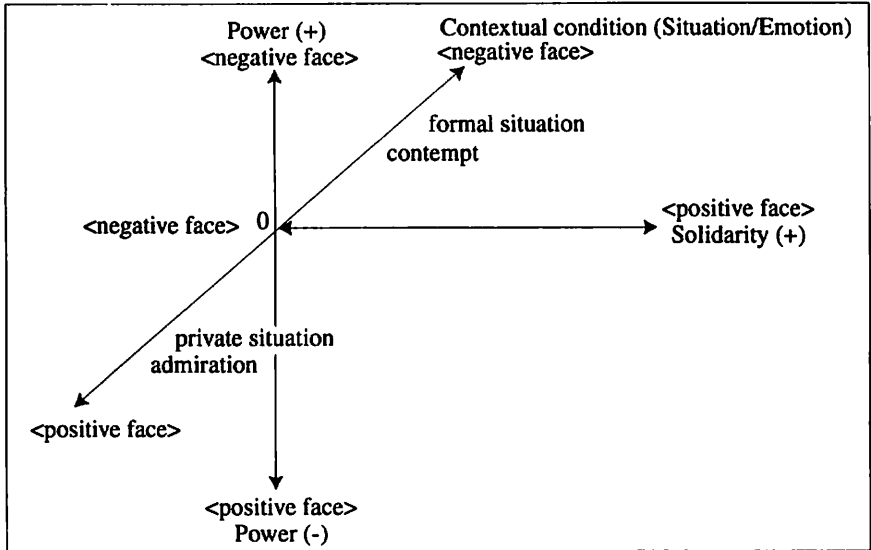 Power (+)
<negative face>
Contextual condition (Situation/Emotion)
<negative face>
formal situation
contempt
<negative face>
0
<positive face>
Solidarity (+)
private situation
admiration
<positive face>
<positive face>
Power (-)